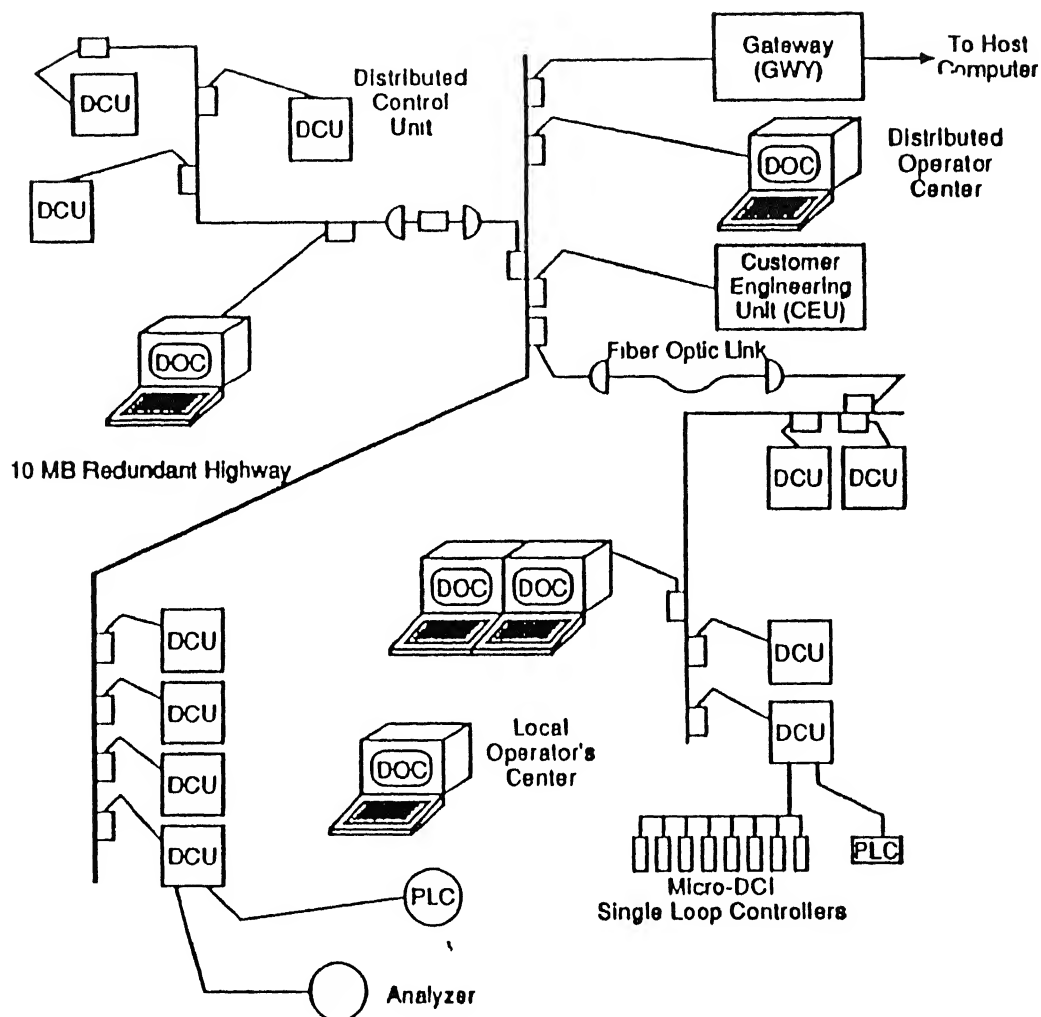 Gateway
(GWY)
To Host
Computer
DCU
Distributed
Control
Unit
DCU
DCU
DOC
Distributed
Operator
Center
Customer
Engineering
Unit (CEU)
DOC
Fiber Optic Link
10 MB Redundant Highway
DCU
DCU
DOC
DOC
DCU
DCU
DCU
DCU
DCU
DCU
Local
Operator's
Center
DOC
PLC
Micro-DCI
Single Loop Controllers
PLC
Analyzer